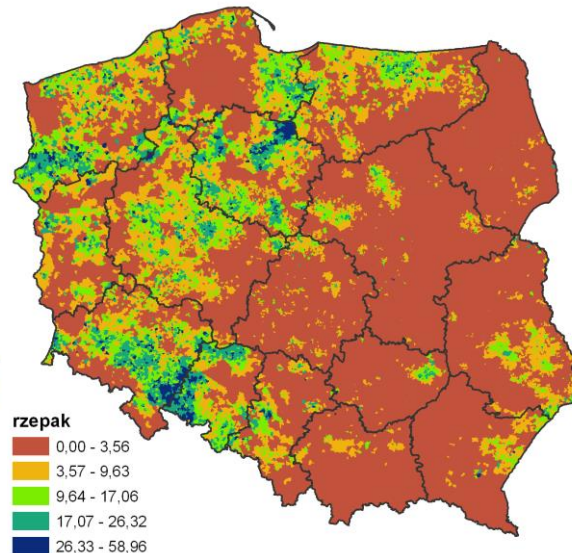 rzepak
0,00 - 3,56
3,57 - 9,63
9,64 - 17,06
17,07 - 26,32
26,33 - 58,96